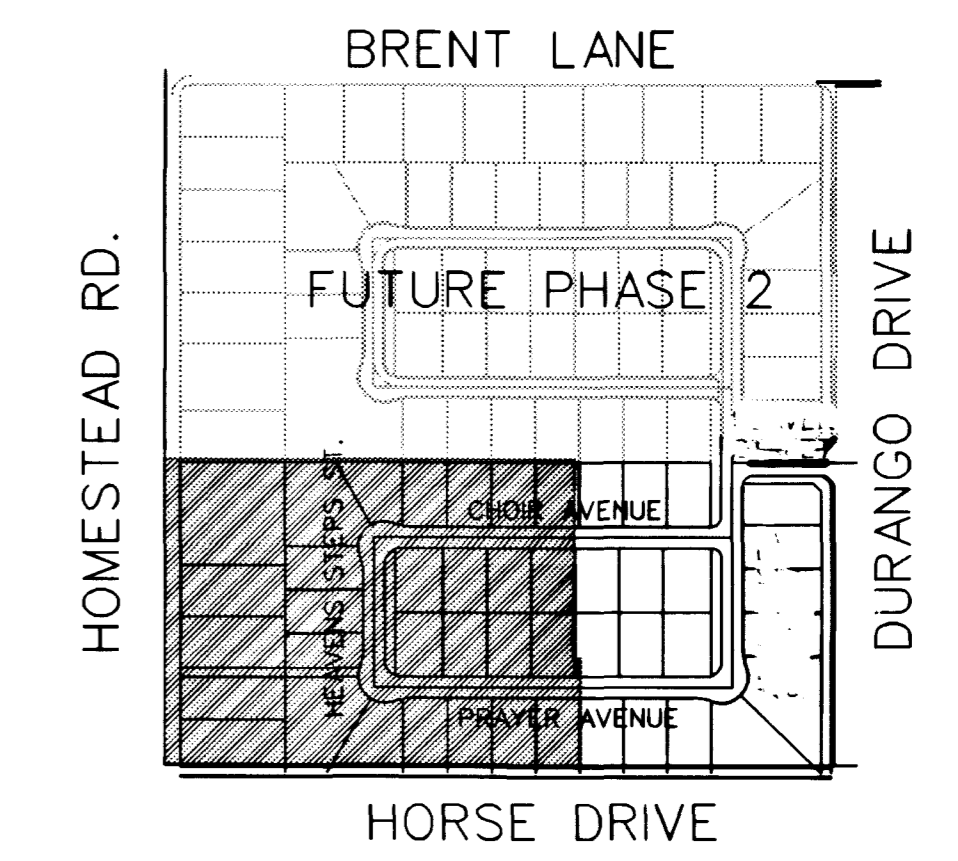 BRENT LANE
HOMESTEAD RD.
FUTURE PHASE 2
DURANGO DRIVE
HEAVENS STEPS ST.
CHOIR AVENUE
PRAYER AVENUE
HORSE DRIVE